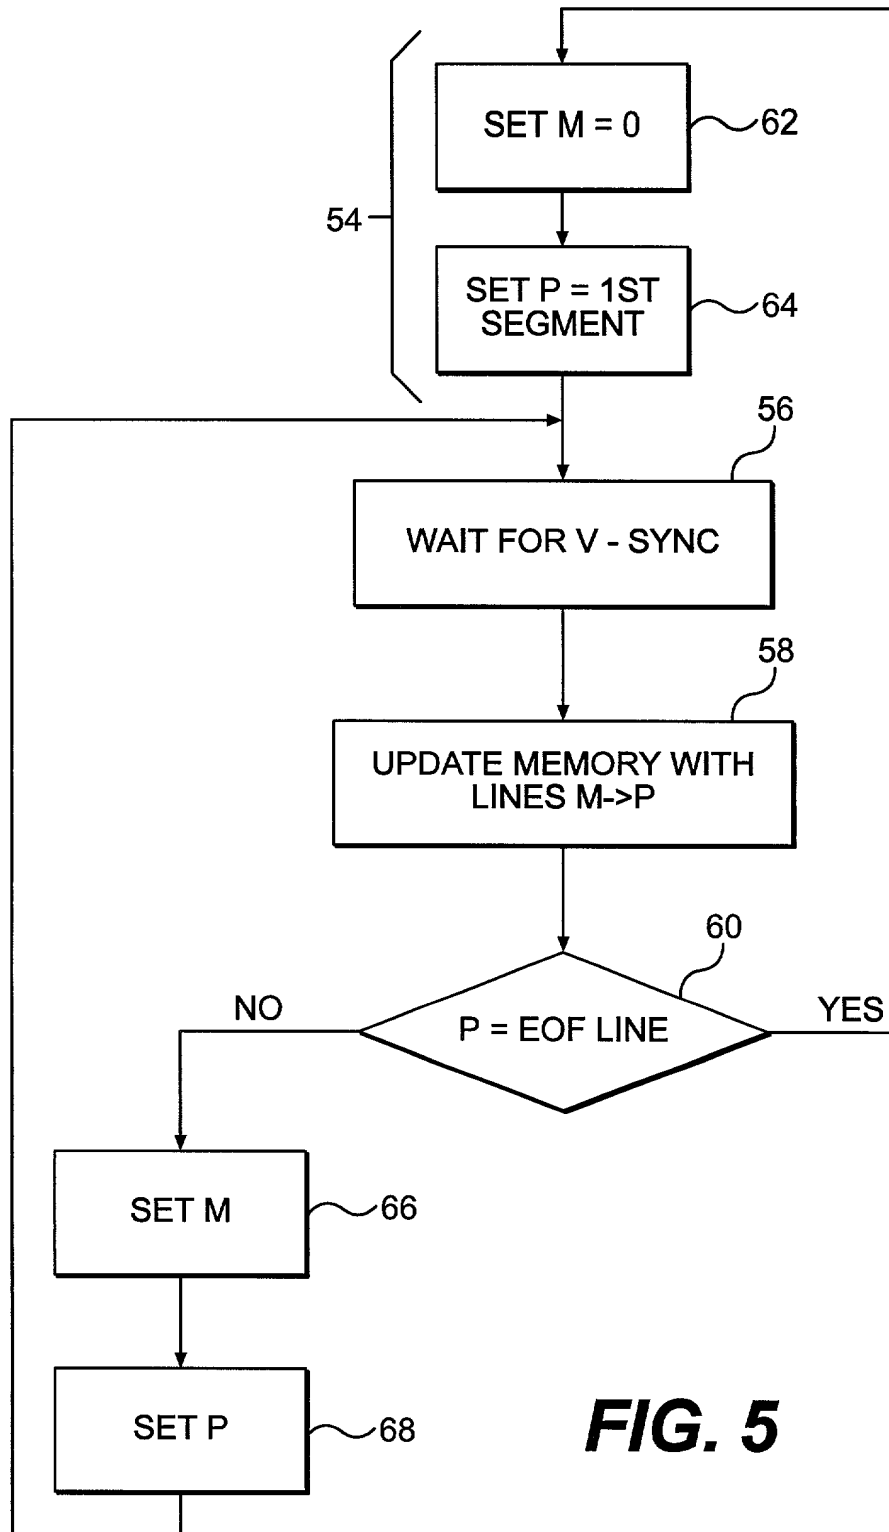 SET M = 0
62
54
SET P = 1ST
SEGMENT
64
56
WAIT FOR V - SYNC
58
UPDATE MEMORY WITH
LINES M->P
60
NO
P = EOF LINE
YES
SET M
66
SET P
68
FIG. 5